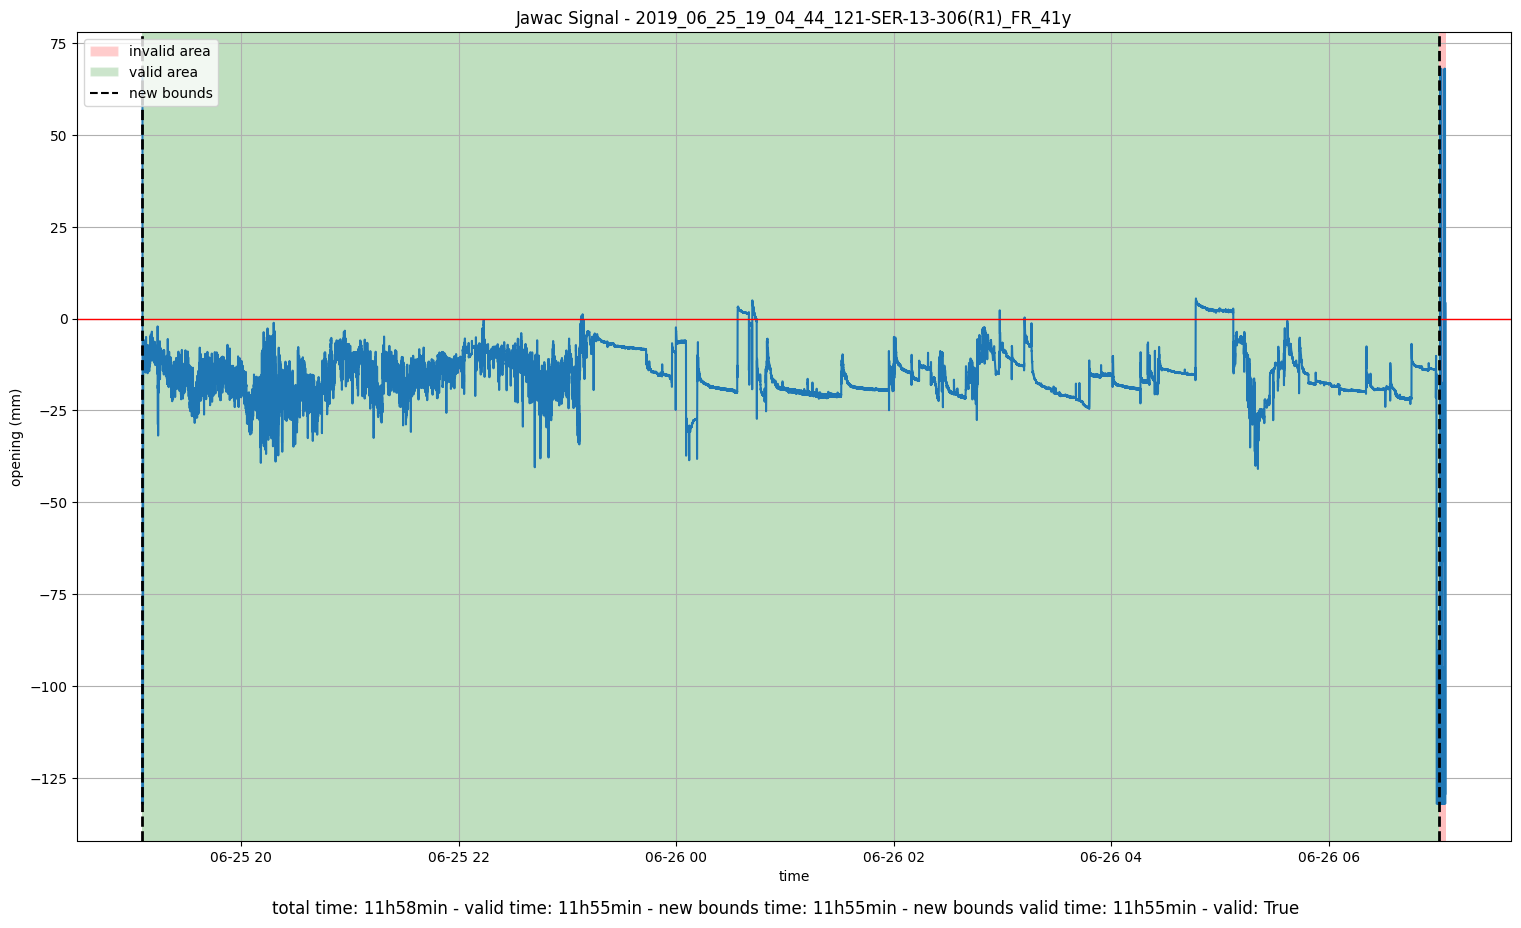 Jawac Signal - 2019_06_25_19_04_44_121-SER-13-306(R1)_FR_41y
invalid area
valid area
new bounds
75
50
25
0
−25
−50
−75
−100
−125
opening (mm)
06-25 20
06-25 22
06-26 00
06-26 02
06-26 04
06-26 06
time
total time: 11h58min - valid time: 11h55min - new bounds time: 11h55min - new bounds valid time: 11h55min - valid: True